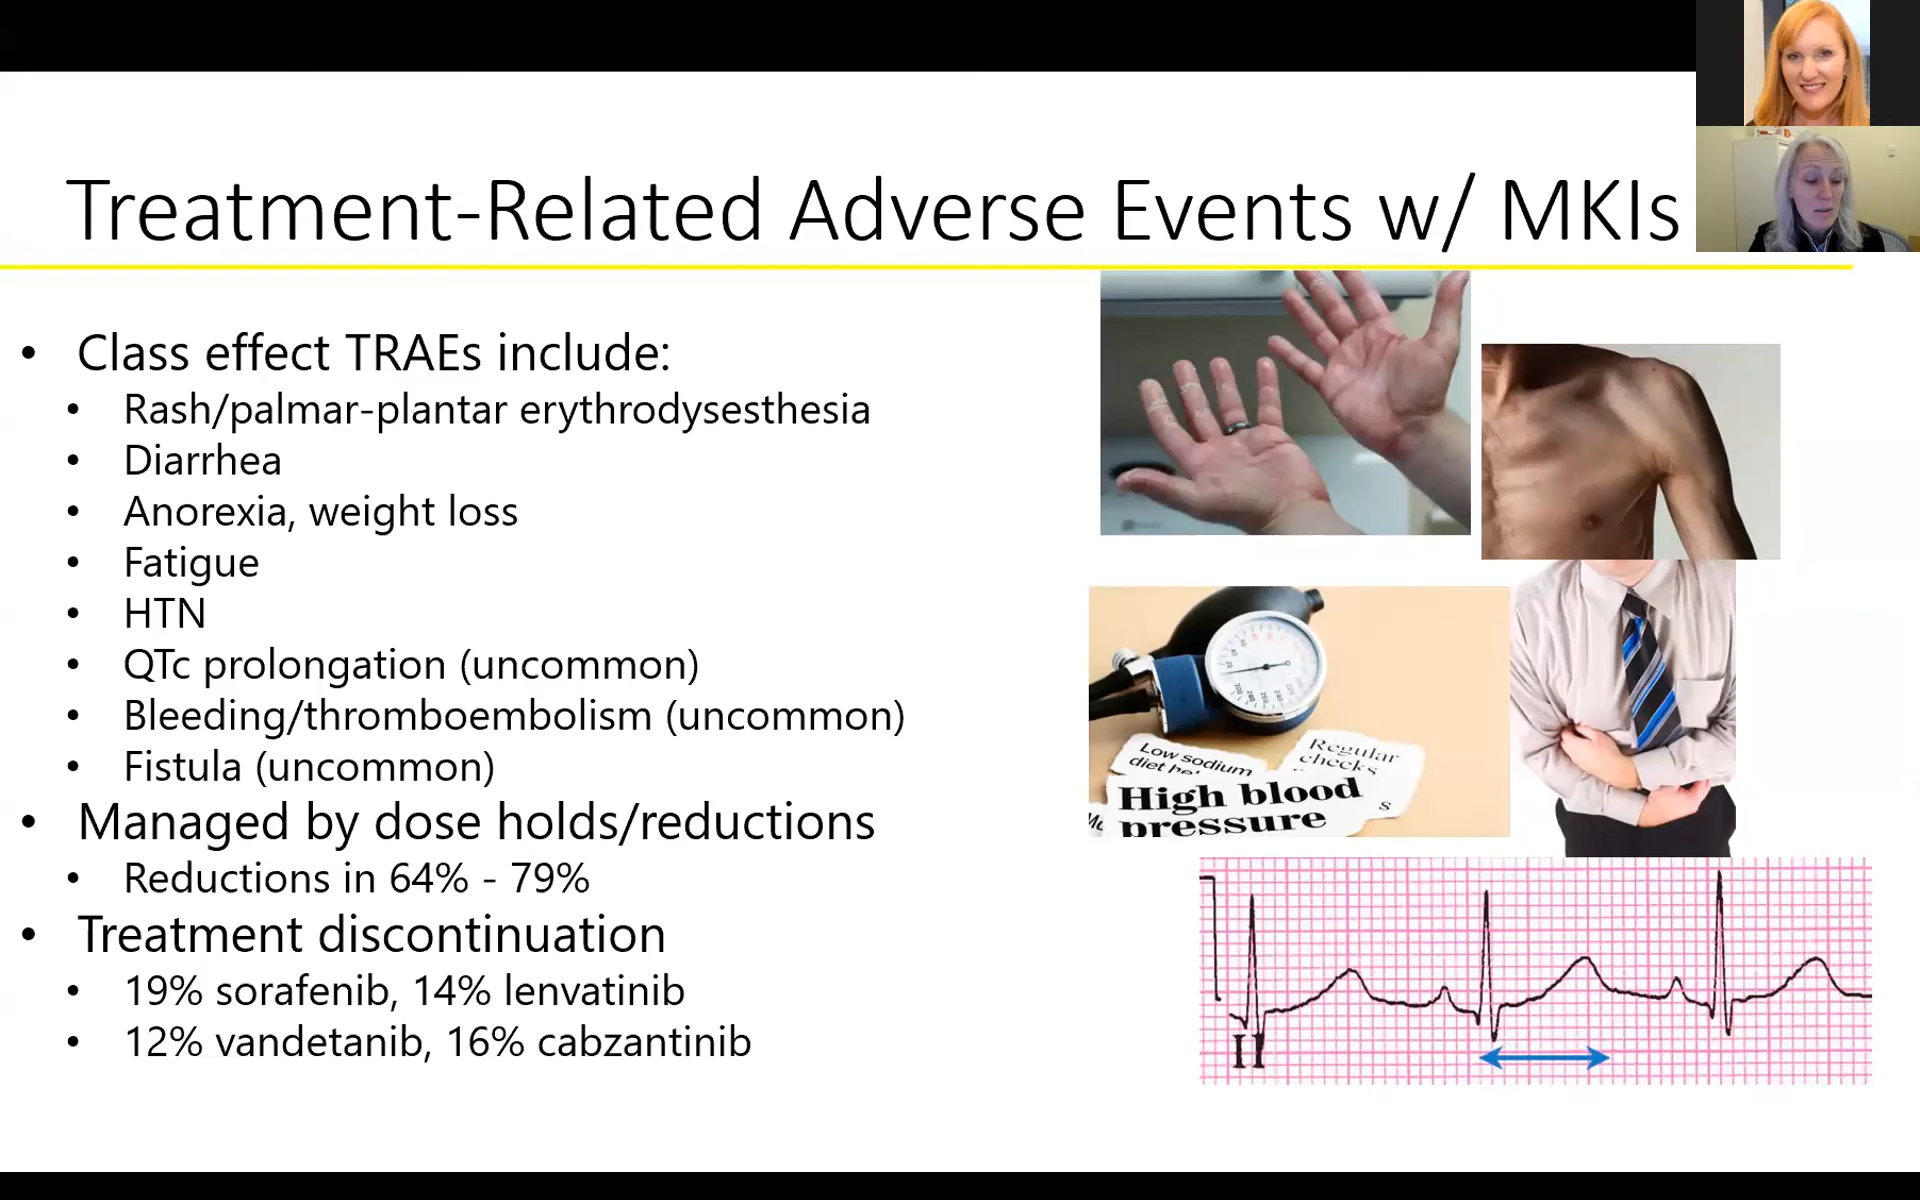 Treatment-Related Adverse Events w/ MKIs
• Class effect TRAEs include:
• Rash/palmar-plantar erythrodysesthesia
• Diarrhea
• Anorexia, weight loss
• Fatigue
• HTN
• QTc prolongation (uncommon)
• Bleeding/thromboembolism (uncommon)
• Fistula (uncommon)
• Managed by dose holds/reductions
• Reductions in 64% - 79%
• Treatment discontinuation
• 19% sorafenib, 14% lenvatinib
• 12% vandetanib, 16% cabzantinib
Low sodium
diet
Regular
checks
High blood
pressure
s
II